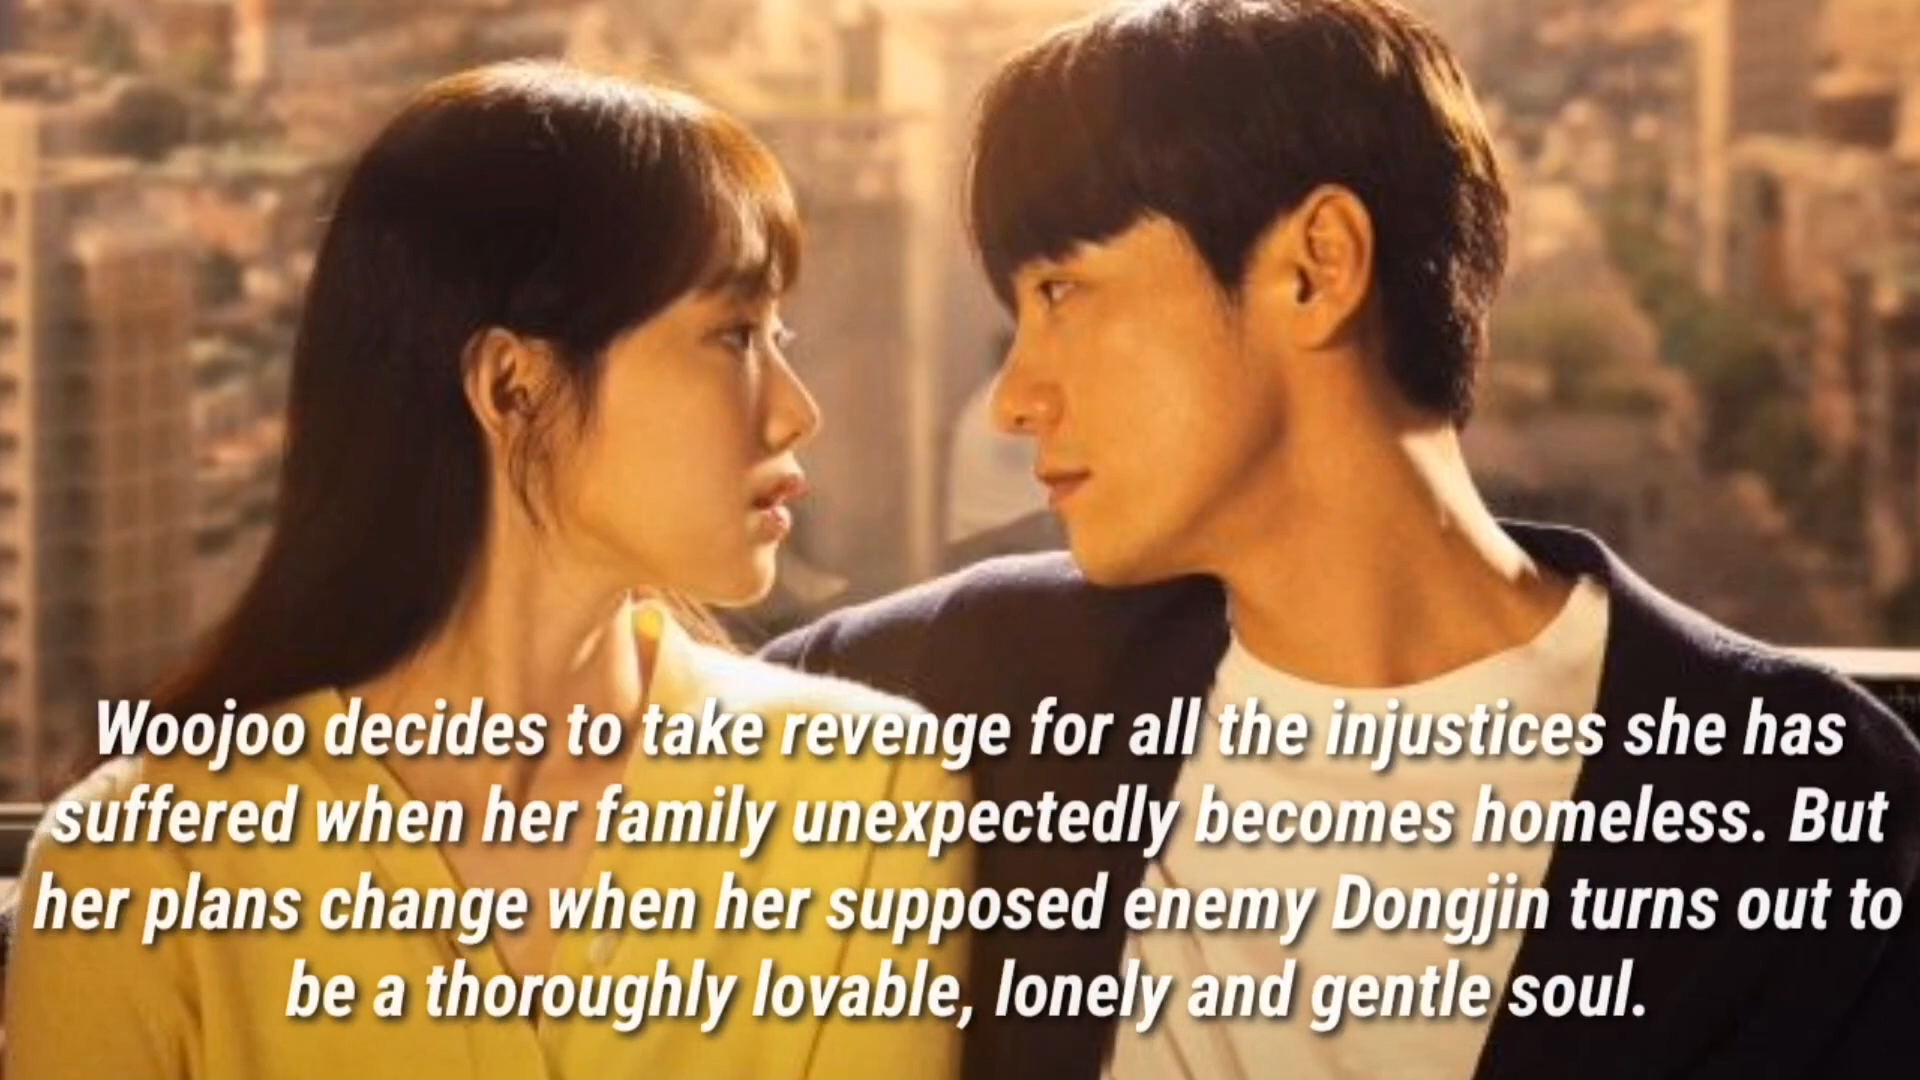 Woojoo decides to take revenge for all the injustices she has
suffered when her family unexpectedly becomes homeless. But
her plans change when her supposed enemy Dongjin turns out to
be a thoroughly lovable, lonely and gentle soul.